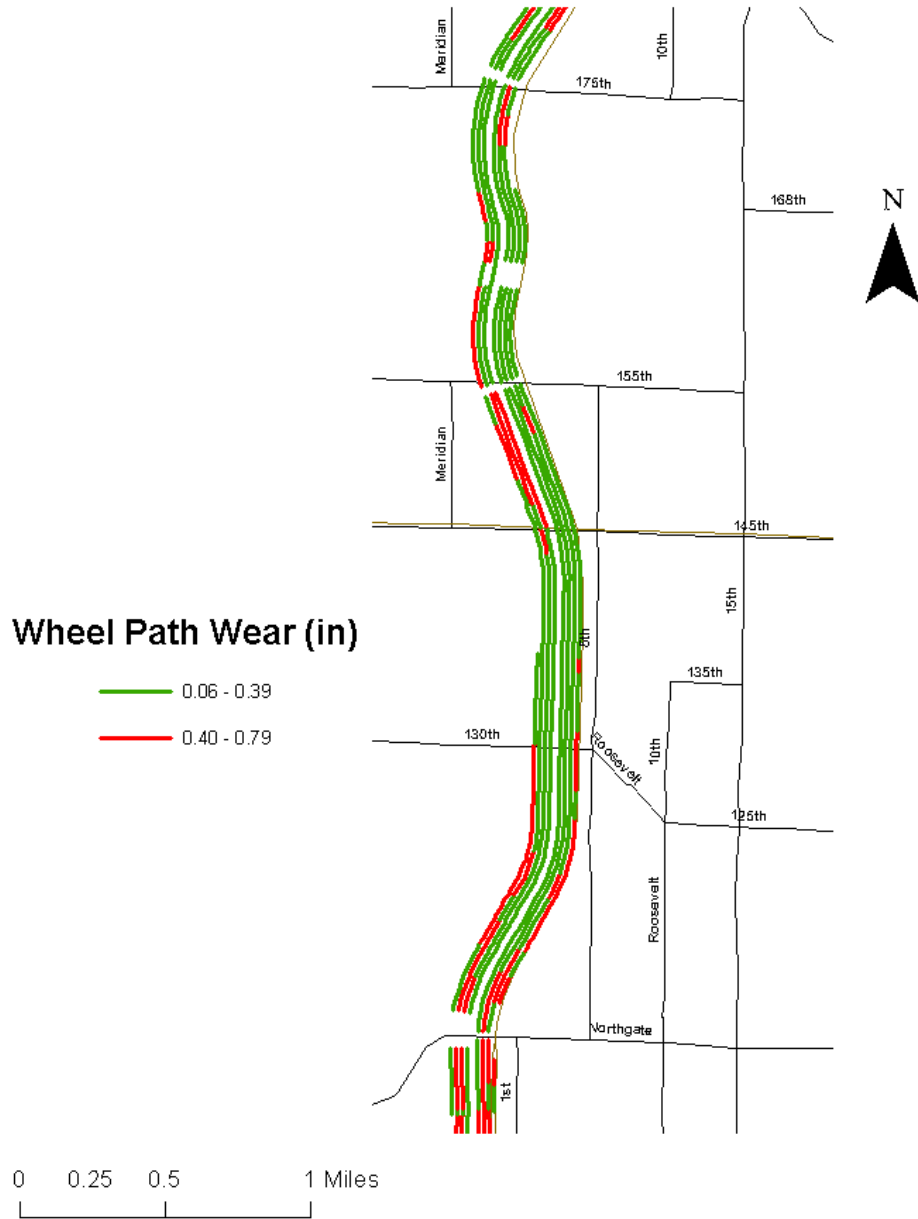 Meridian
10th
175th
168th
N
155th
Meridian
145th
15th
8th
Wheel Path Wear (in)
0.06 - 0.39
0.40 - 0.79
135th
130th
Roosevelt
10th
125th
Roosevelt
Northgate
1st
0 0.25 0.5 1 Miles